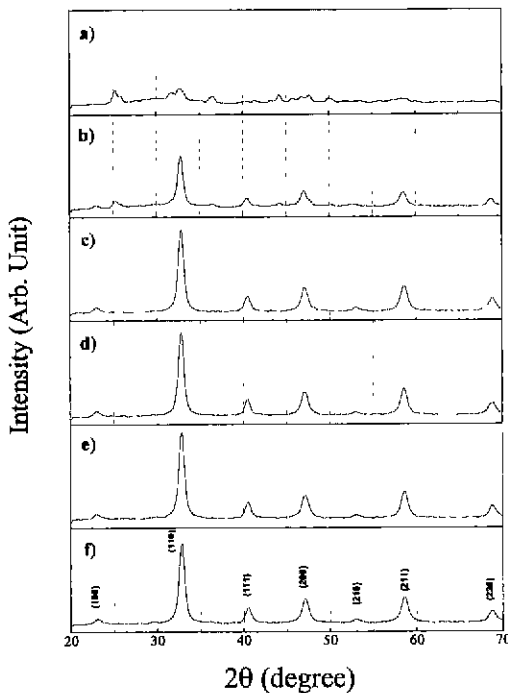 a)
b)
c)
d)
e)
f)
Intensity (Arb. Unit)
(100)
(110)
(111)
(200)
(210)
(211)
(220)
20
30
40
50
60
70
2θ (degree)